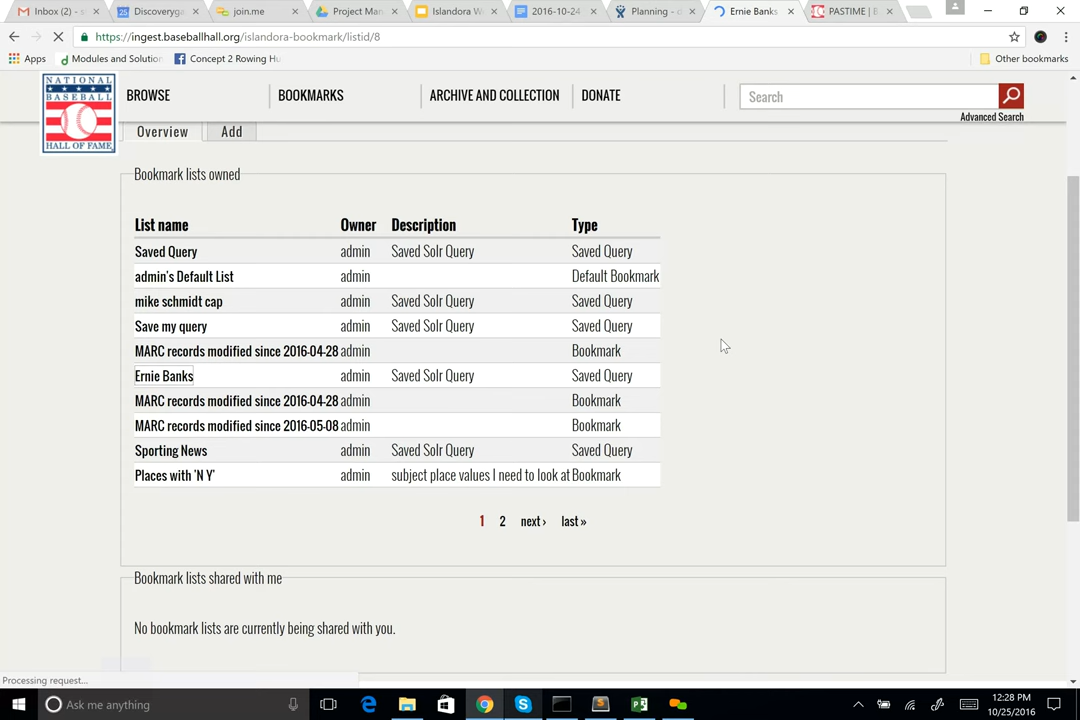 Inbox (2) - s
Discoveryga
join.me
Project Man
Islandora We
2016-10-24
Planning - d
Ernie Banks
PASTIME | B
https://ingest.baseballhall.org/islandora-bookmark/listid/8
Apps
Modules and Solution
Concept 2 Rowing Hu
Other bookmarks
NATIONAL
BASEBALL
HALL OF FAME
BROWSE
BOOKMARKS
ARCHIVE AND COLLECTION
DONATE
Search
Advanced Search
Overview
Add
Bookmark lists owned
List name Owner Description Type
Saved Query admin Saved Solr Query Saved Query
admin's Default List admin Default Bookmark
mike schmidt cap admin Saved Solr Query Saved Query
Save my query admin Saved Solr Query Saved Query
MARC records modified since 2016-04-28 admin Bookmark
Ernie Banks admin Saved Solr Query Saved Query
MARC records modified since 2016-04-28 admin Bookmark
MARC records modified since 2016-05-08 admin Bookmark
Sporting News admin Saved Solr Query Saved Query
Places with 'N Y' admin subject place values I need to look at Bookmark
1 2 next › last »
Bookmark lists shared with me
No bookmark lists are currently being shared with you.
Processing request...
Ask me anything
12:28 PM
10/25/2016